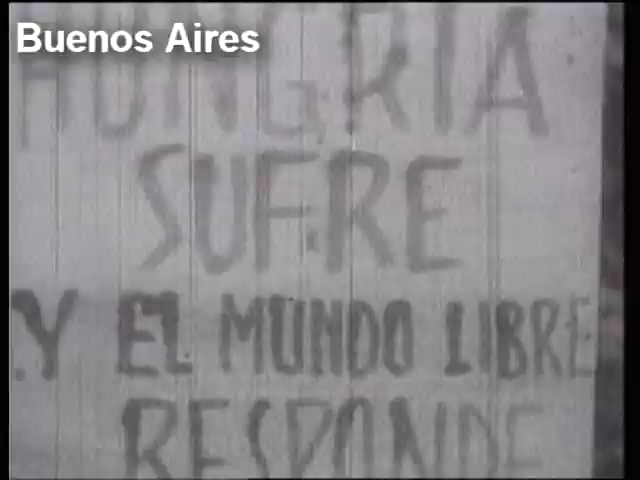 Buenos Aires
HUNGRIA
SUFRE
Y EL MUNDO LIBRE
RESPONDE